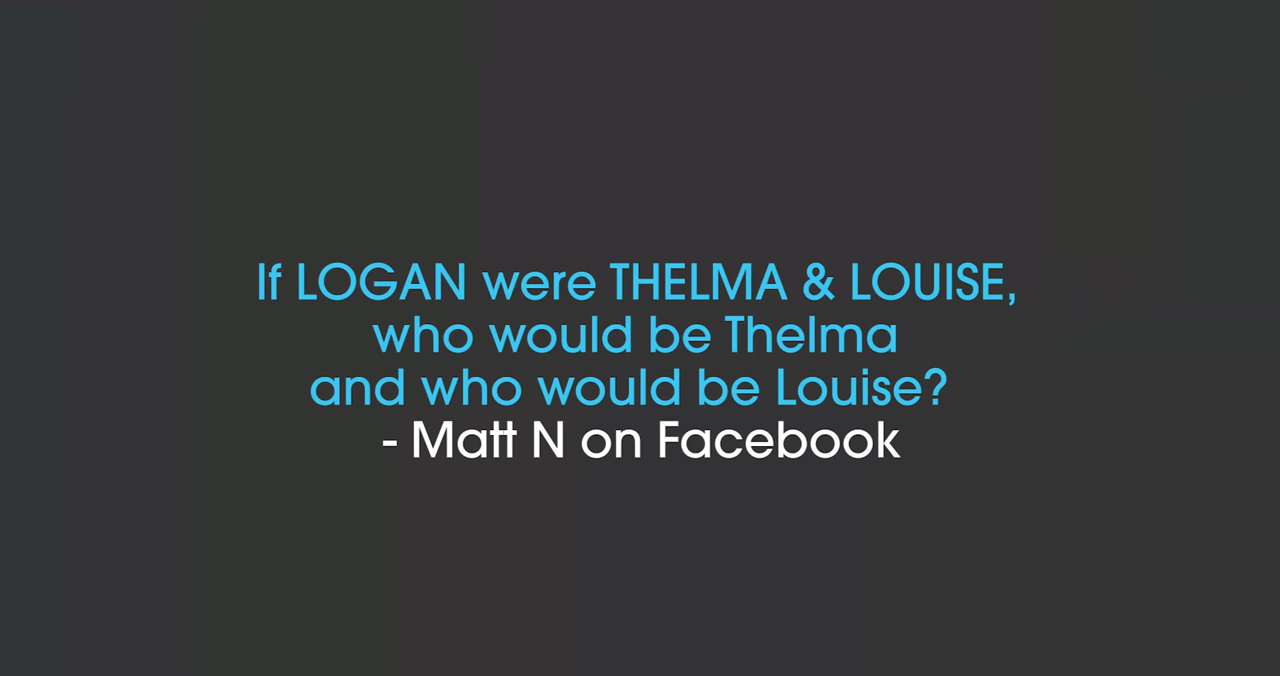 If LOGAN were THELMA & LOUISE,
who would be Thelma
and who would be Louise?
- Matt N on Facebook